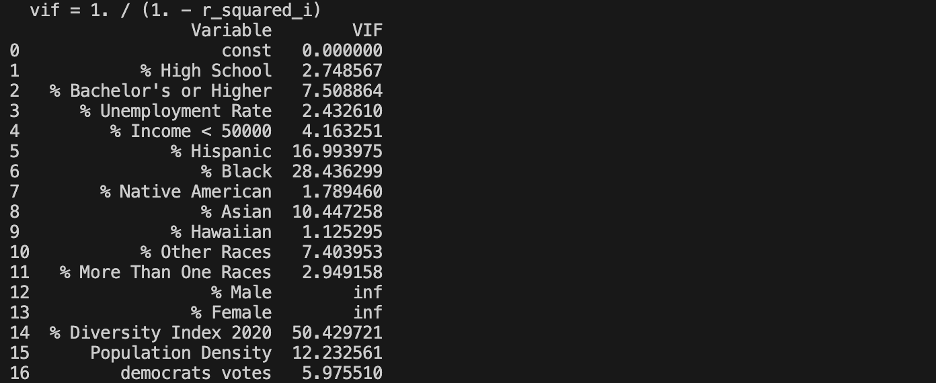 vif = 1. / (1. - r_squared_i)
Variable VIF
0 const 0.000000
1 % High School 2.748567
2 % Bachelor's or Higher 7.508864
3 % Unemployment Rate 2.432610
4 % Income < 50000 4.163251
5 % Hispanic 16.993975
6 % Black 28.436299
7 % Native American 1.789460
8 % Asian 10.447258
9 % Hawaiian 1.125295
10 % Other Races 7.403953
11 % More Than One Races 2.949158
12 % Male inf
13 % Female inf
14 % Diversity Index 2020 50.429721
15 Population Density 12.232561
16 democrats votes 5.975510